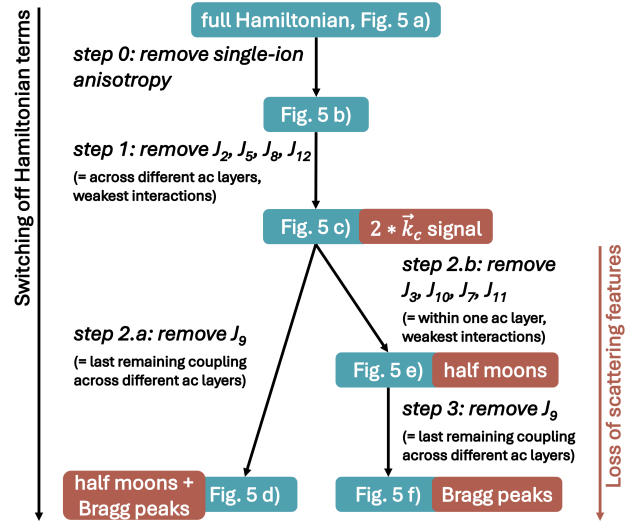 Switching off Hamiltonian terms
full Hamiltonian, Fig. 5 a)
step 0: remove single-ion
anisotropy
Fig. 5 b)
step 1: remove J2, J5, J8, J12
(= across different ac layers,
weakest interactions)
Fig. 5 c)
2 * k⃗c signal
step 2.b: remove
J3, J10, J7, J11
(= within one ac layer,
weakest interactions)
step 2.a: remove J9
(= last remaining coupling
across different ac layers)
Fig. 5 e)
half moons
step 3: remove J9
(= last remaining coupling
across different ac layers)
half moons +
Bragg peaks
Fig. 5 d)
Fig. 5 f)
Bragg peaks
Loss of scattering features